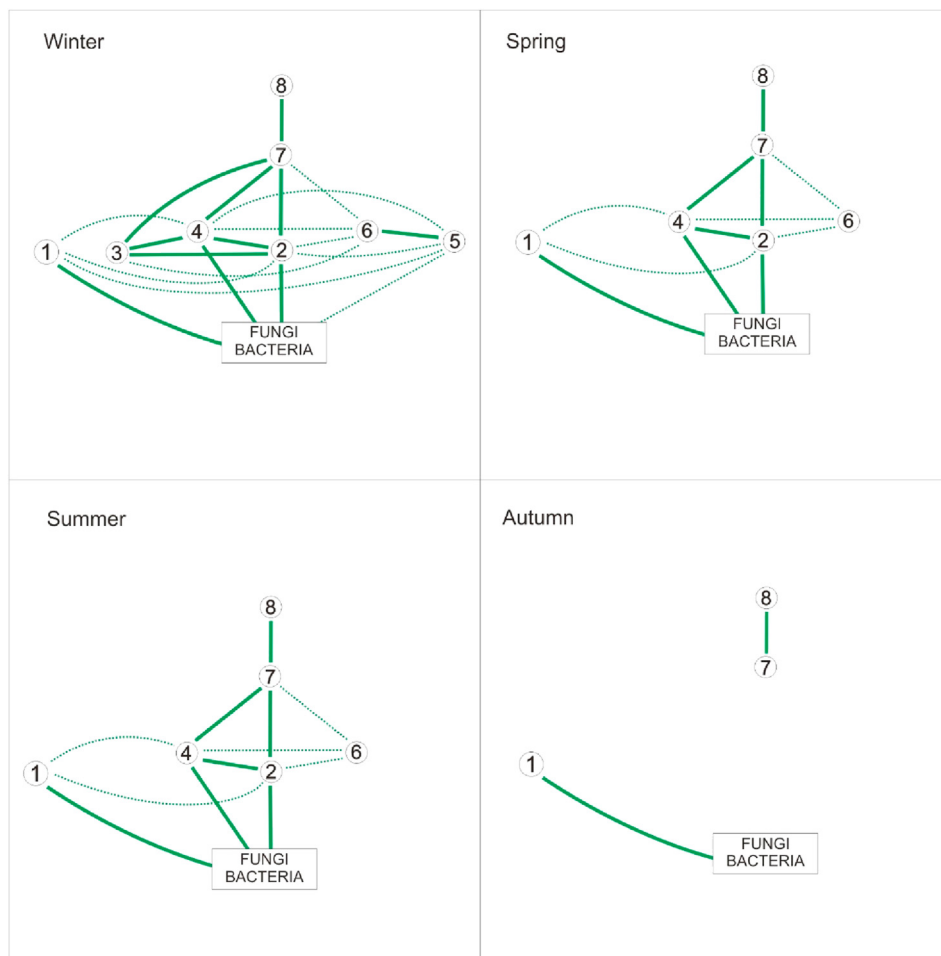 Winter
8
7
4
6
1
3
2
5
FUNGI
BACTERIA
Spring
8
7
4
6
1
2
FUNGI
BACTERIA
Summer
8
7
4
6
1
2
FUNGI
BACTERIA
Autumn
8
7
1
FUNGI
BACTERIA